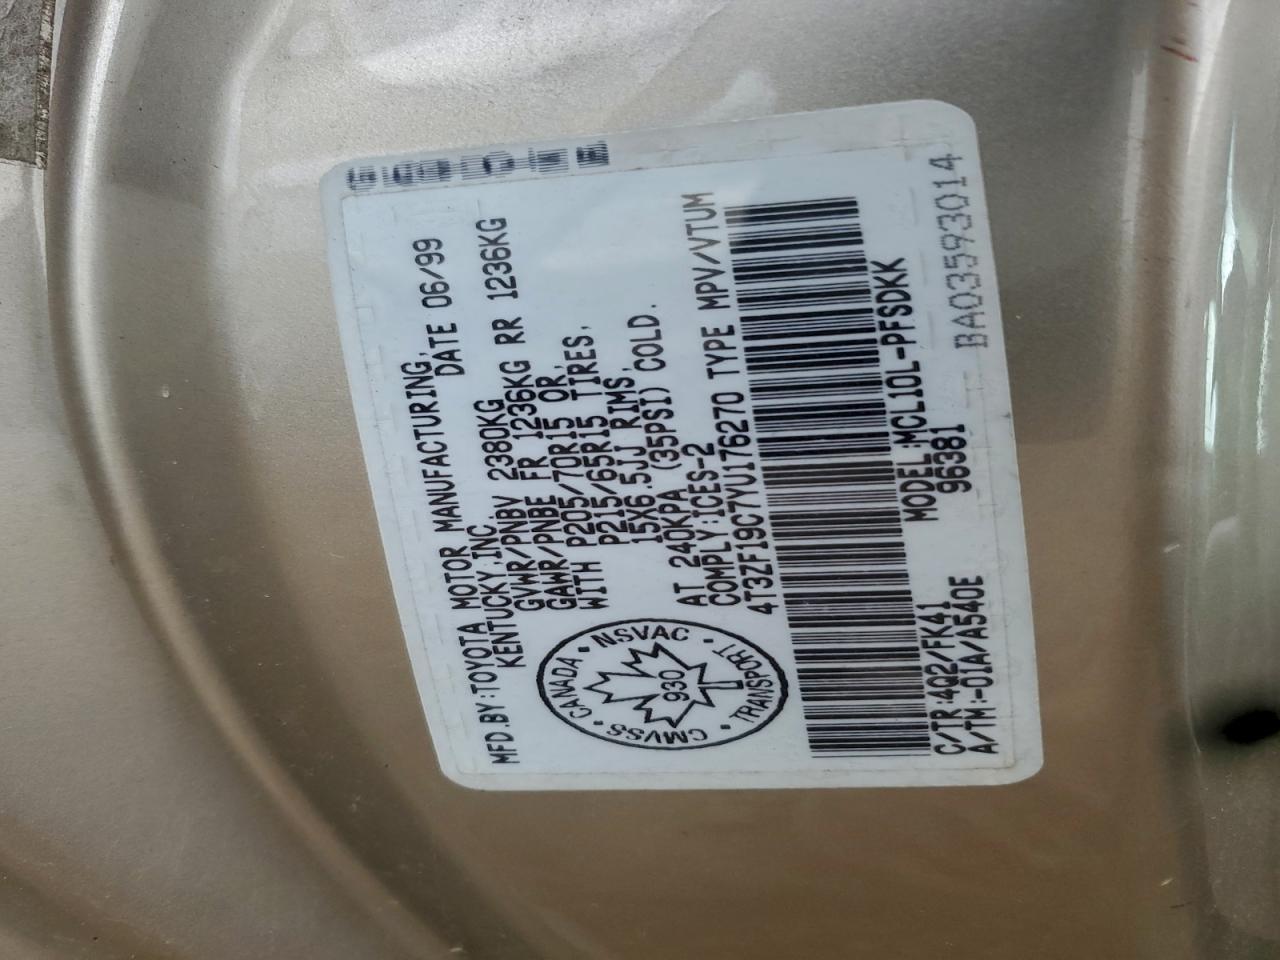 MFD.BY:TOYOTA MOTOR MANUFACTURING,
KENTUCKY,INC DATE 06/99
GVWR/PNBV 2380KG
GAWR/PNBE FR 1236KG RR 1236KG
WITH P205/70R15 OR,
P215/65R15 TIRES,
15X6.5JJ RIMS,
AT 240KPA (35PSI) COLD.
COMPLY:ICES-2
4T3ZF19C7YU176270 TYPE MPV/VTUM
CANADA • NSVAC • TRANSPORT • CMVSS •
930
MODEL:MCL10L-PFSDKK
C/TR:4Q2/FK41 96381
A/TM:-01A/A540E
BA03593014